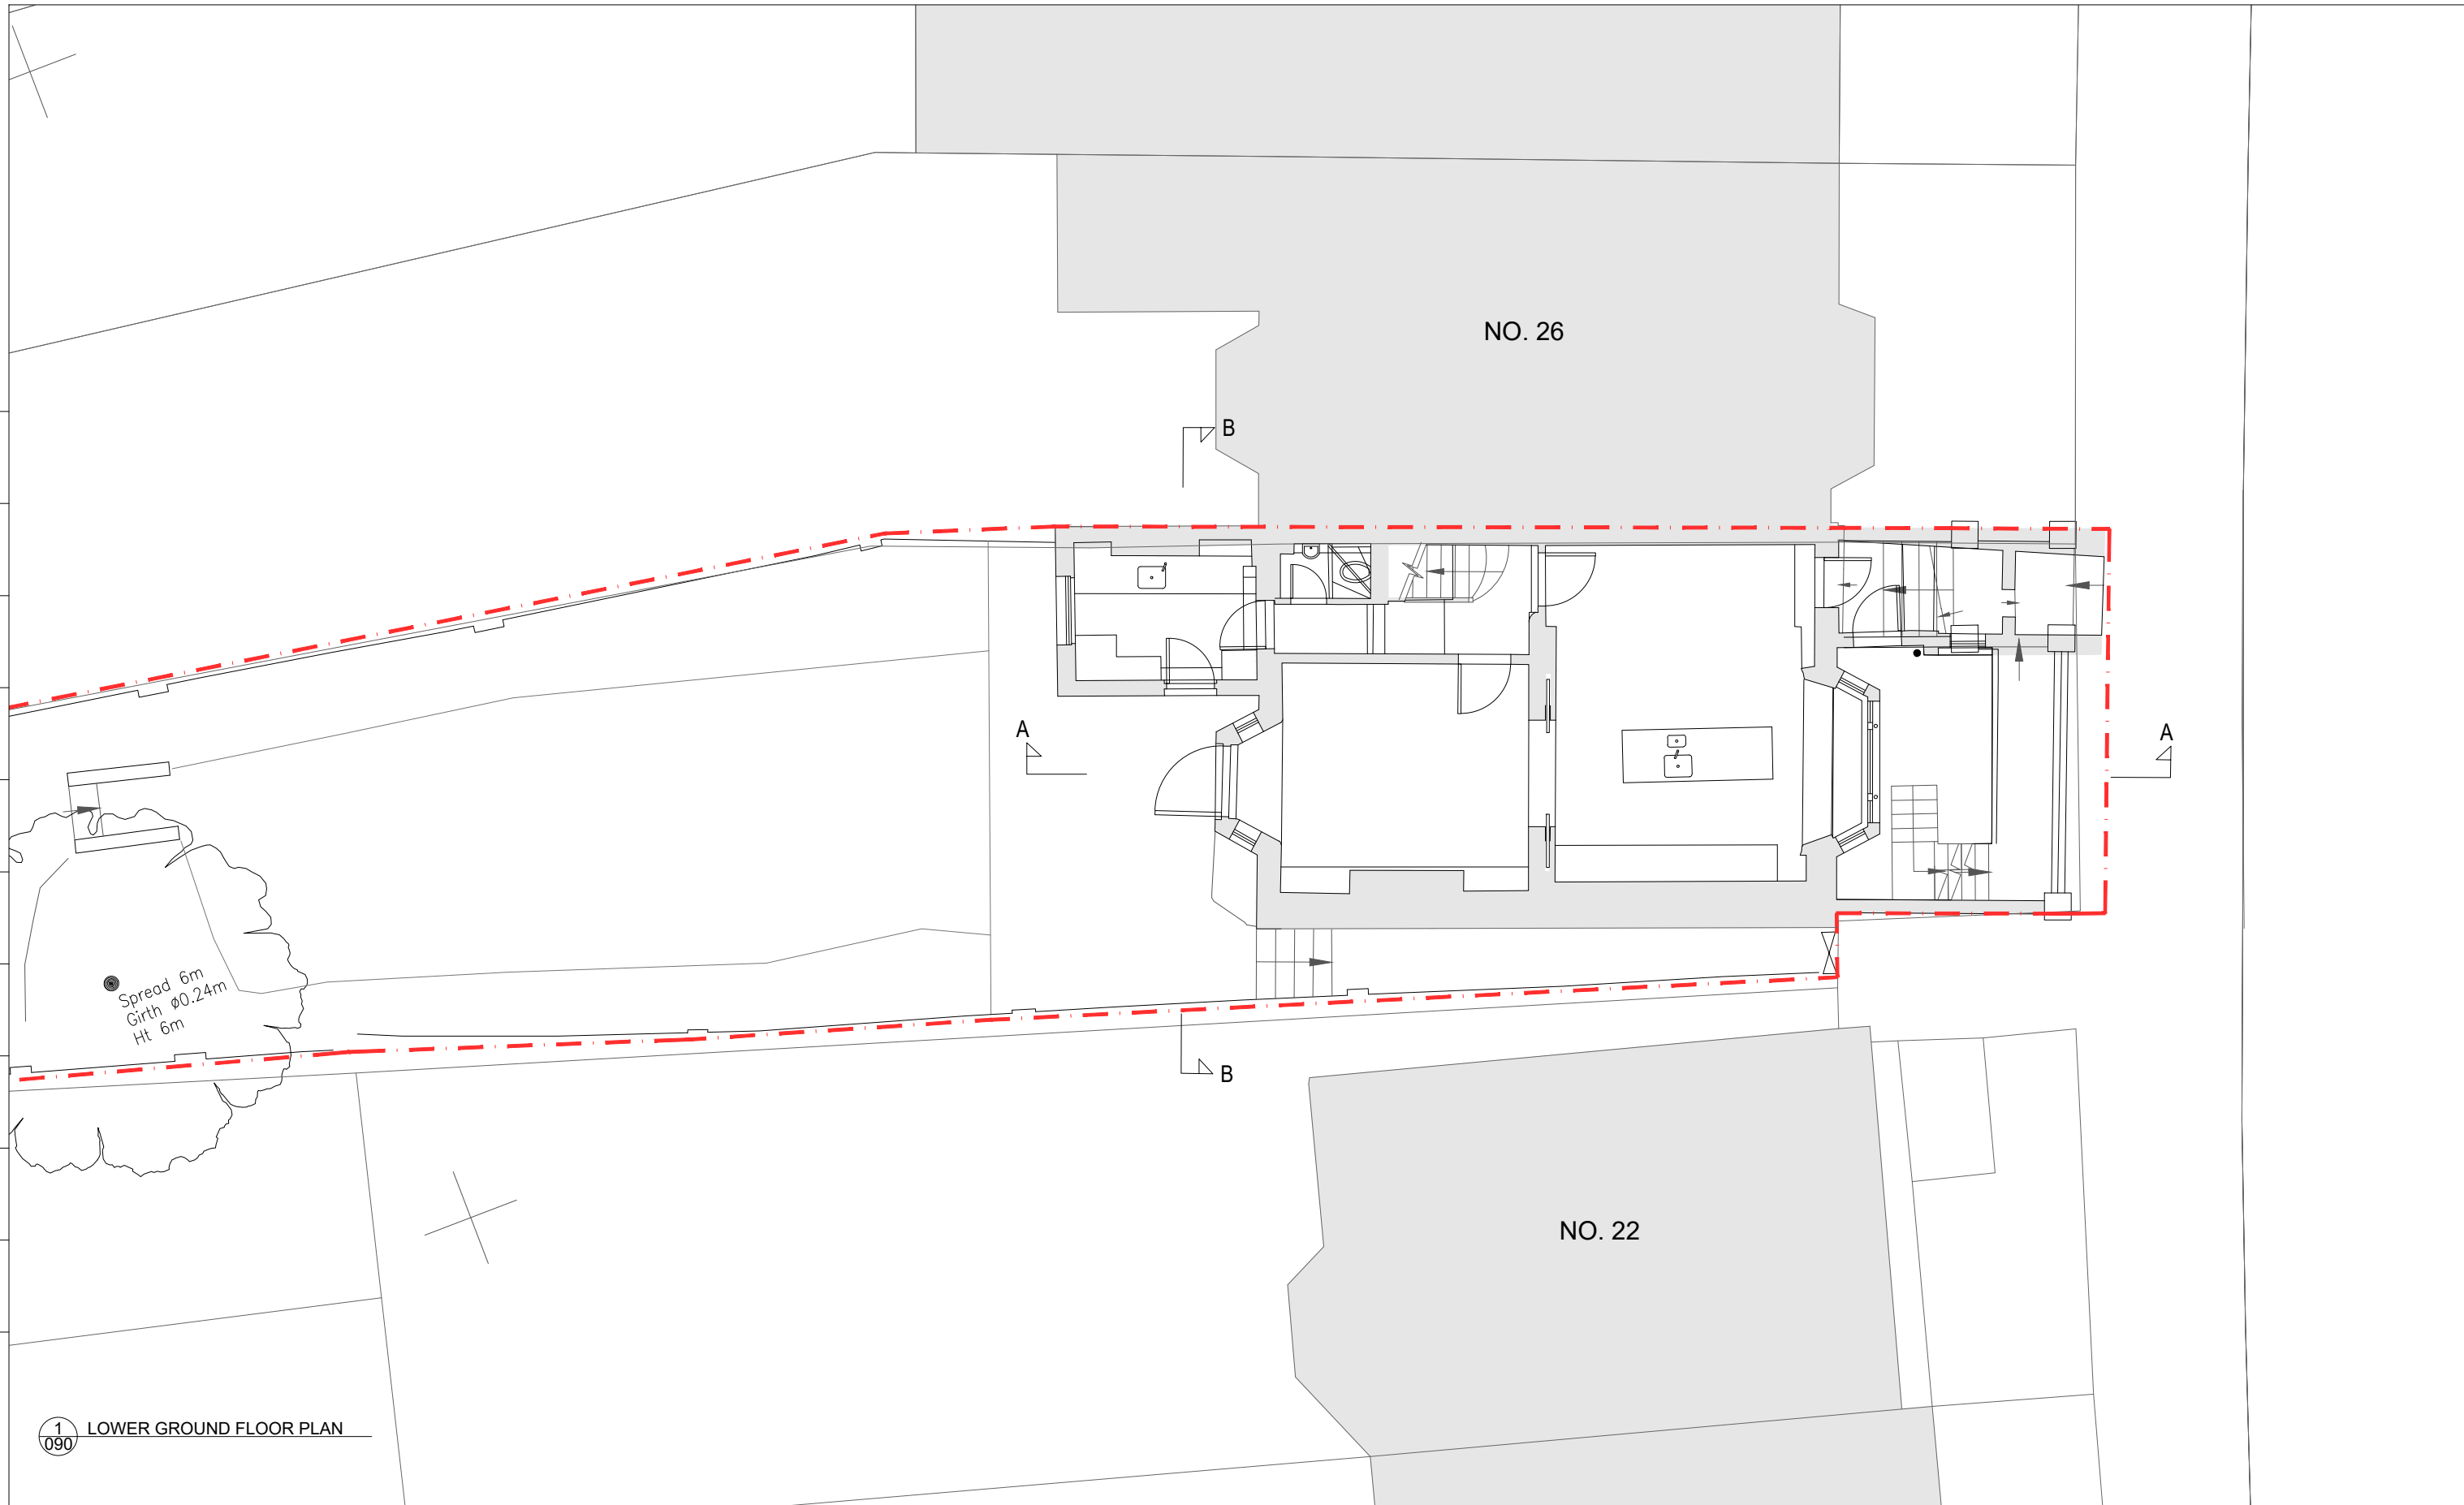 NO. 26
B
A
A
Spread 6m
Girth ø0.24m
Ht 6m
B
NO. 22
1
090
LOWER GROUND FLOOR PLAN